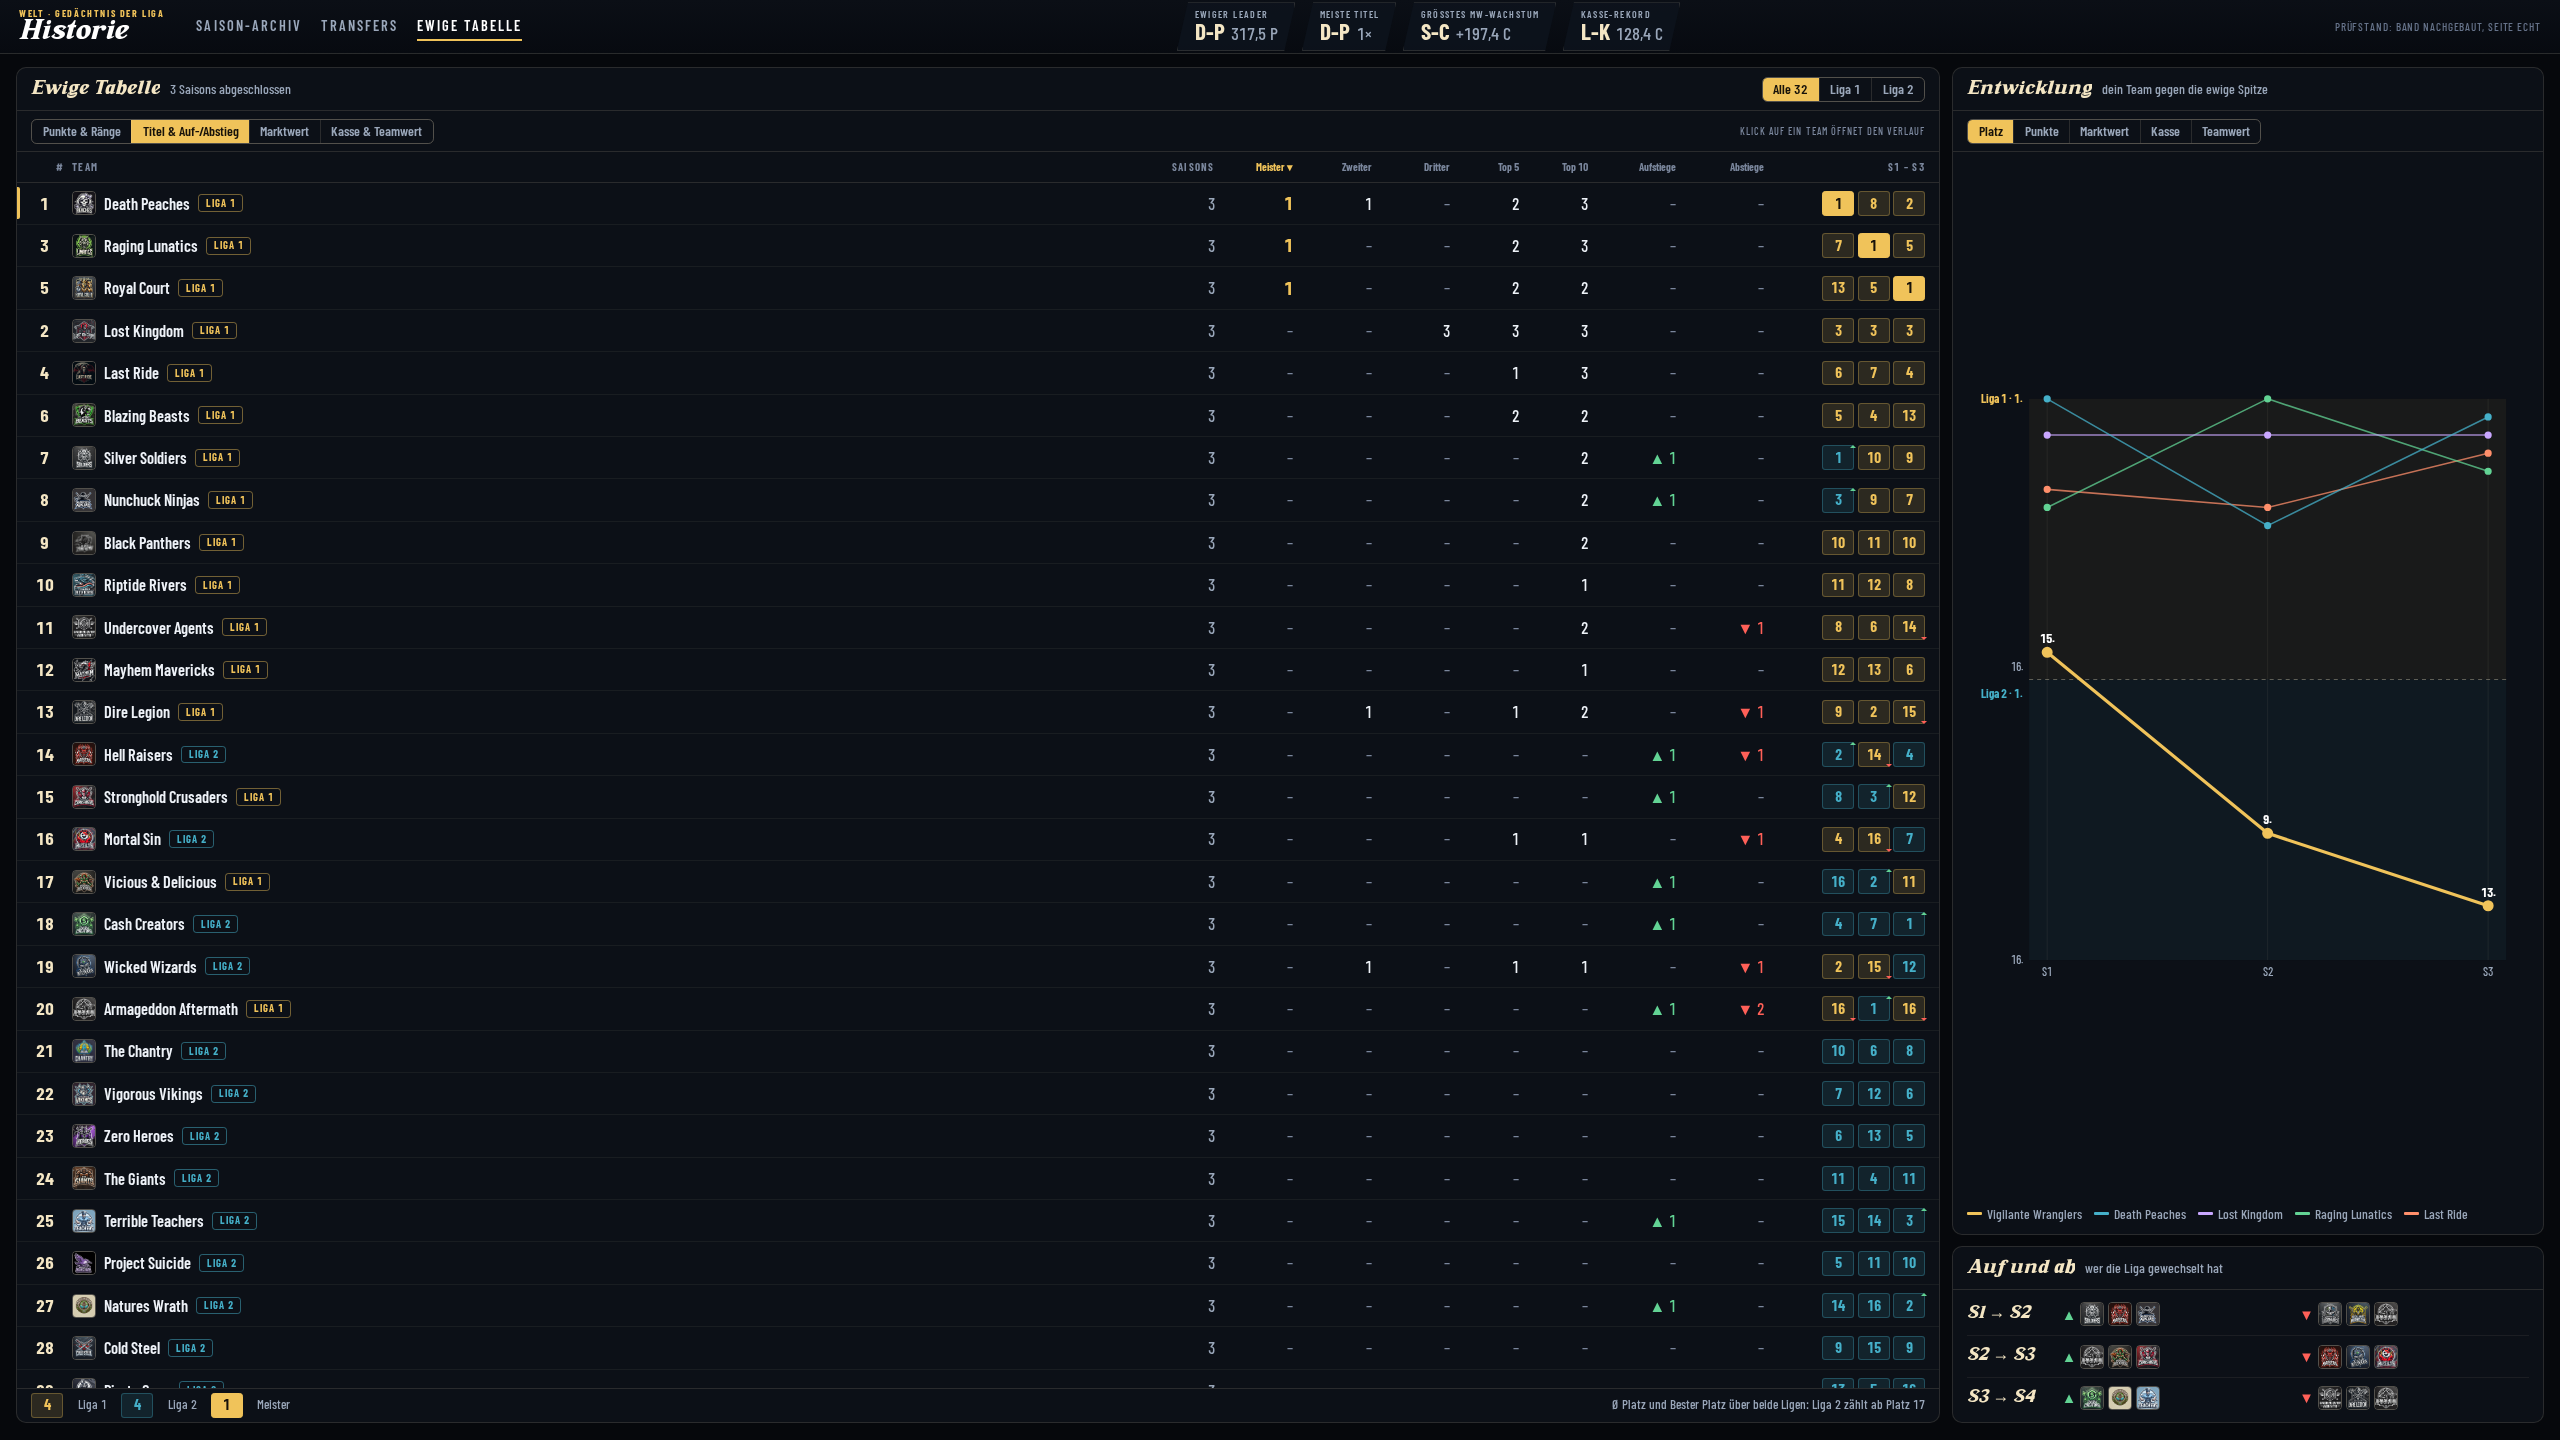 WELT · GEDÄCHTNIS DER LIGA
Historie
SAISON-ARCHIV TRANSFERS EWIGE TABELLE
EWIGER LEADER
D-P 317,5 P
MEISTE TITEL
D-P 1×
GRÖSSTES MW-WACHSTUM
S-C +197,4 C
KASSE-REKORD
L-K 128,4 C
PRÜFSTAND: BAND NACHGEBAUT, SEITE ECHT
Ewige Tabelle 3 Saisons abgeschlossen
Alle 32 Liga 1 Liga 2
Punkte & Ränge Titel & Auf-/Abstieg Marktwert Kasse & Teamwert
KLICK AUF EIN TEAM ÖFFNET DEN VERLAUF
# TEAM SAISONS Meister ▼ Zweiter Dritter Top 5 Top 10 Aufstiege Abstiege S1 – S3
1 Death Peaches LIGA 1 3 1 1 – 2 3 – – 1 8 2
3 Raging Lunatics LIGA 1 3 1 – – 2 3 – – 7 1 5
5 Royal Court LIGA 1 3 1 – – 2 2 – – 13 5 1
2 Lost Kingdom LIGA 1 3 – – 3 3 3 – – 3 3 3
4 Last Ride LIGA 1 3 – – – 1 3 – – 6 7 4
6 Blazing Beasts LIGA 1 3 – – – 2 2 – – 5 4 13
7 Silver Soldiers LIGA 1 3 – – – – 2 ▲ 1 – 1 10 9
8 Nunchuck Ninjas LIGA 1 3 – – – – 2 ▲ 1 – 3 9 7
9 Black Panthers LIGA 1 3 – – – – 2 – – 10 11 10
10 Riptide Rivers LIGA 1 3 – – – – 1 – – 11 12 8
11 Undercover Agents LIGA 1 3 – – – – 2 – ▼ 1 8 6 14
12 Mayhem Mavericks LIGA 1 3 – – – – 1 – – 12 13 6
13 Dire Legion LIGA 1 3 – 1 – 1 2 – ▼ 1 9 2 15
14 Hell Raisers LIGA 2 3 – – – – – ▲ 1 ▼ 1 2 14 4
15 Stronghold Crusaders LIGA 1 3 – – – – – ▲ 1 – 8 3 12
16 Mortal Sin LIGA 2 3 – – – 1 1 – ▼ 1 4 16 7
17 Vicious & Delicious LIGA 1 3 – – – – – ▲ 1 – 16 2 11
18 Cash Creators LIGA 2 3 – – – – – ▲ 1 – 4 7 1
19 Wicked Wizards LIGA 2 3 – 1 – 1 1 – ▼ 1 2 15 12
20 Armageddon Aftermath LIGA 1 3 – – – – – ▲ 1 ▼ 2 16 1 16
21 The Chantry LIGA 2 3 – – – – – – – 10 6 8
22 Vigorous Vikings LIGA 2 3 – – – – – – – 7 12 6
23 Zero Heroes LIGA 2 3 – – – – – – – 6 13 5
24 The Giants LIGA 2 3 – – – – – – – 11 4 11
25 Terrible Teachers LIGA 2 3 – – – – – ▲ 1 – 15 14 3
26 Project Suicide LIGA 2 3 – – – – – – – 5 11 10
27 Natures Wrath LIGA 2 3 – – – – – ▲ 1 – 14 16 2
28 Cold Steel LIGA 2 3 – – – – – – – 9 15 9
4 Liga 1 4 Liga 2 1 Meister
Ø Platz und Bester Platz über beide Ligen: Liga 2 zählt ab Platz 17
Entwicklung dein Team gegen die ewige Spitze
Platz Punkte Marktwert Kasse Teamwert
Liga 1 · 1.
15.
16.
Liga 2 · 1.
9.
13.
16.
S1 S2 S3
Vigilante Wranglers Death Peaches Lost Kingdom Raging Lunatics Last Ride
Auf und ab wer die Liga gewechselt hat
S1 → S2 ▲ ▼
S2 → S3 ▲ ▼
S3 → S4 ▲ ▼